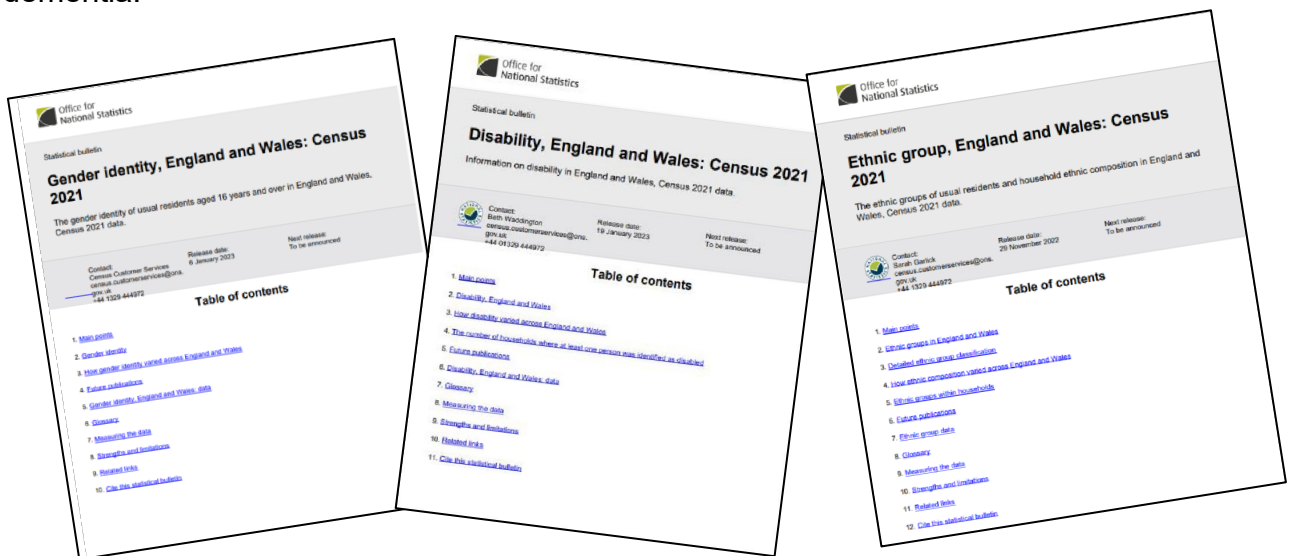 dementia.
Office for
National Statistics
Statistical bulletin
Gender identity, England and Wales: Census
2021
The gender identity of usual residents aged 16 years and over in England and Wales,
Census 2021 data.
Contact:
Census Customer Services
census.customerservices@ons.
gov.uk
+44 1329 444972
Release date:
6 January 2023
Next release:
To be announced
Table of contents
1. Main points
2. Gender identity
3. How gender identity varied across England and Wales
4. Future publications
5. Gender identity, England and Wales: data
6. Glossary
7. Measuring the data
8. Strengths and limitations
9. Related links
10. Cite this statistical bulletin
Office for
National Statistics
Statistical bulletin
Disability, England and Wales: Census 2021
Information on disability in England and Wales, Census 2021 data.
Contact:
Beth Waddington
census.customerservices@ons.
gov.uk
+44 01329 444972
Release date:
19 January 2023
Next release:
To be announced
Table of contents
1. Main points
2. Disability, England and Wales
3. How disability varied across England and Wales
4. The number of households where at least one person was identified as disabled
5. Future publications
6. Disability, England and Wales: data
7. Glossary
8. Measuring the data
9. Strengths and limitations
10. Related links
11. Cite this statistical bulletin
Office for
National Statistics
Statistical bulletin
Ethnic group, England and Wales: Census
2021
The ethnic groups of usual residents and household ethnic composition in England and
Wales, Census 2021 data.
Contact:
Sarah Garlick
census.customerservices@ons.
gov.uk
+44 1329 444972
Release date:
29 November 2022
Next release:
To be announced
Table of contents
1. Main points
2. Ethnic groups in England and Wales
3. Detailed ethnic group classification
4. How ethnic composition varied across England and Wales
5. Ethnic groups within households
6. Future publications
7. Ethnic group data
8. Glossary
9. Measuring the data
10. Strengths and limitations
11. Related links
12. Cite this statistical bulletin